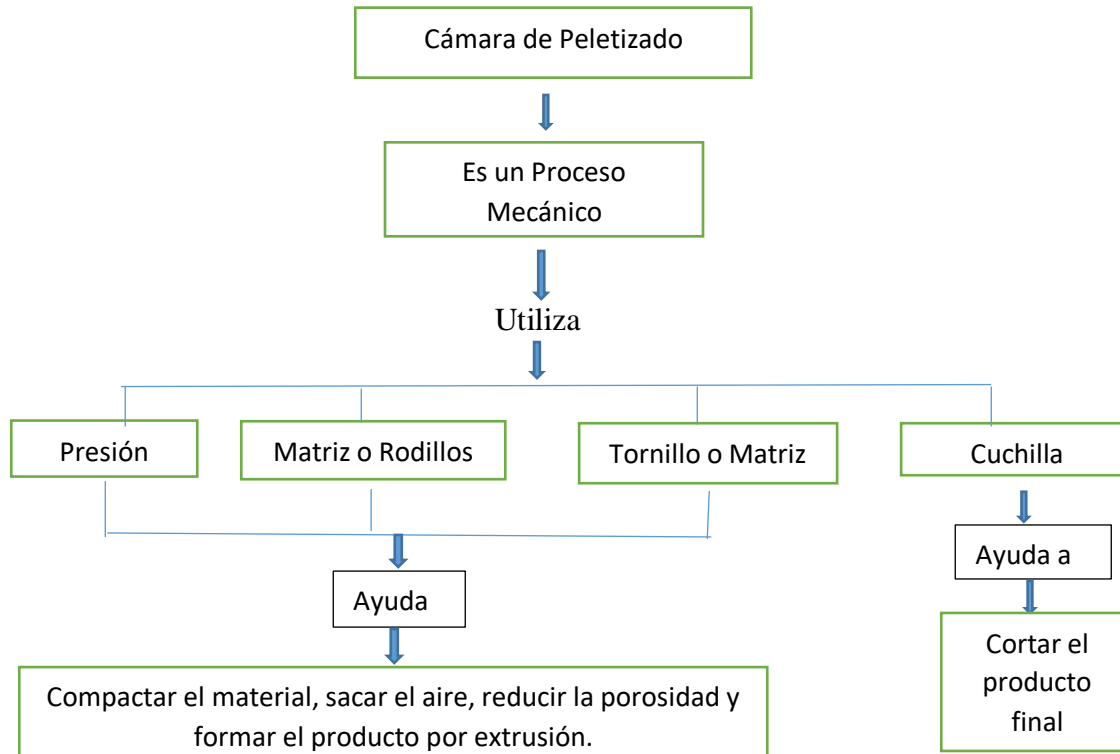 Cámara de Peletizado
Es un Proceso
Mecánico
Utiliza
Presión
Matriz o Rodillos
Tornillo o Matriz
Cuchilla
Ayuda
Ayuda a
Compactar el material, sacar el aire, reducir la porosidad y
formar el producto por extrusión.
Cortar el
producto
final